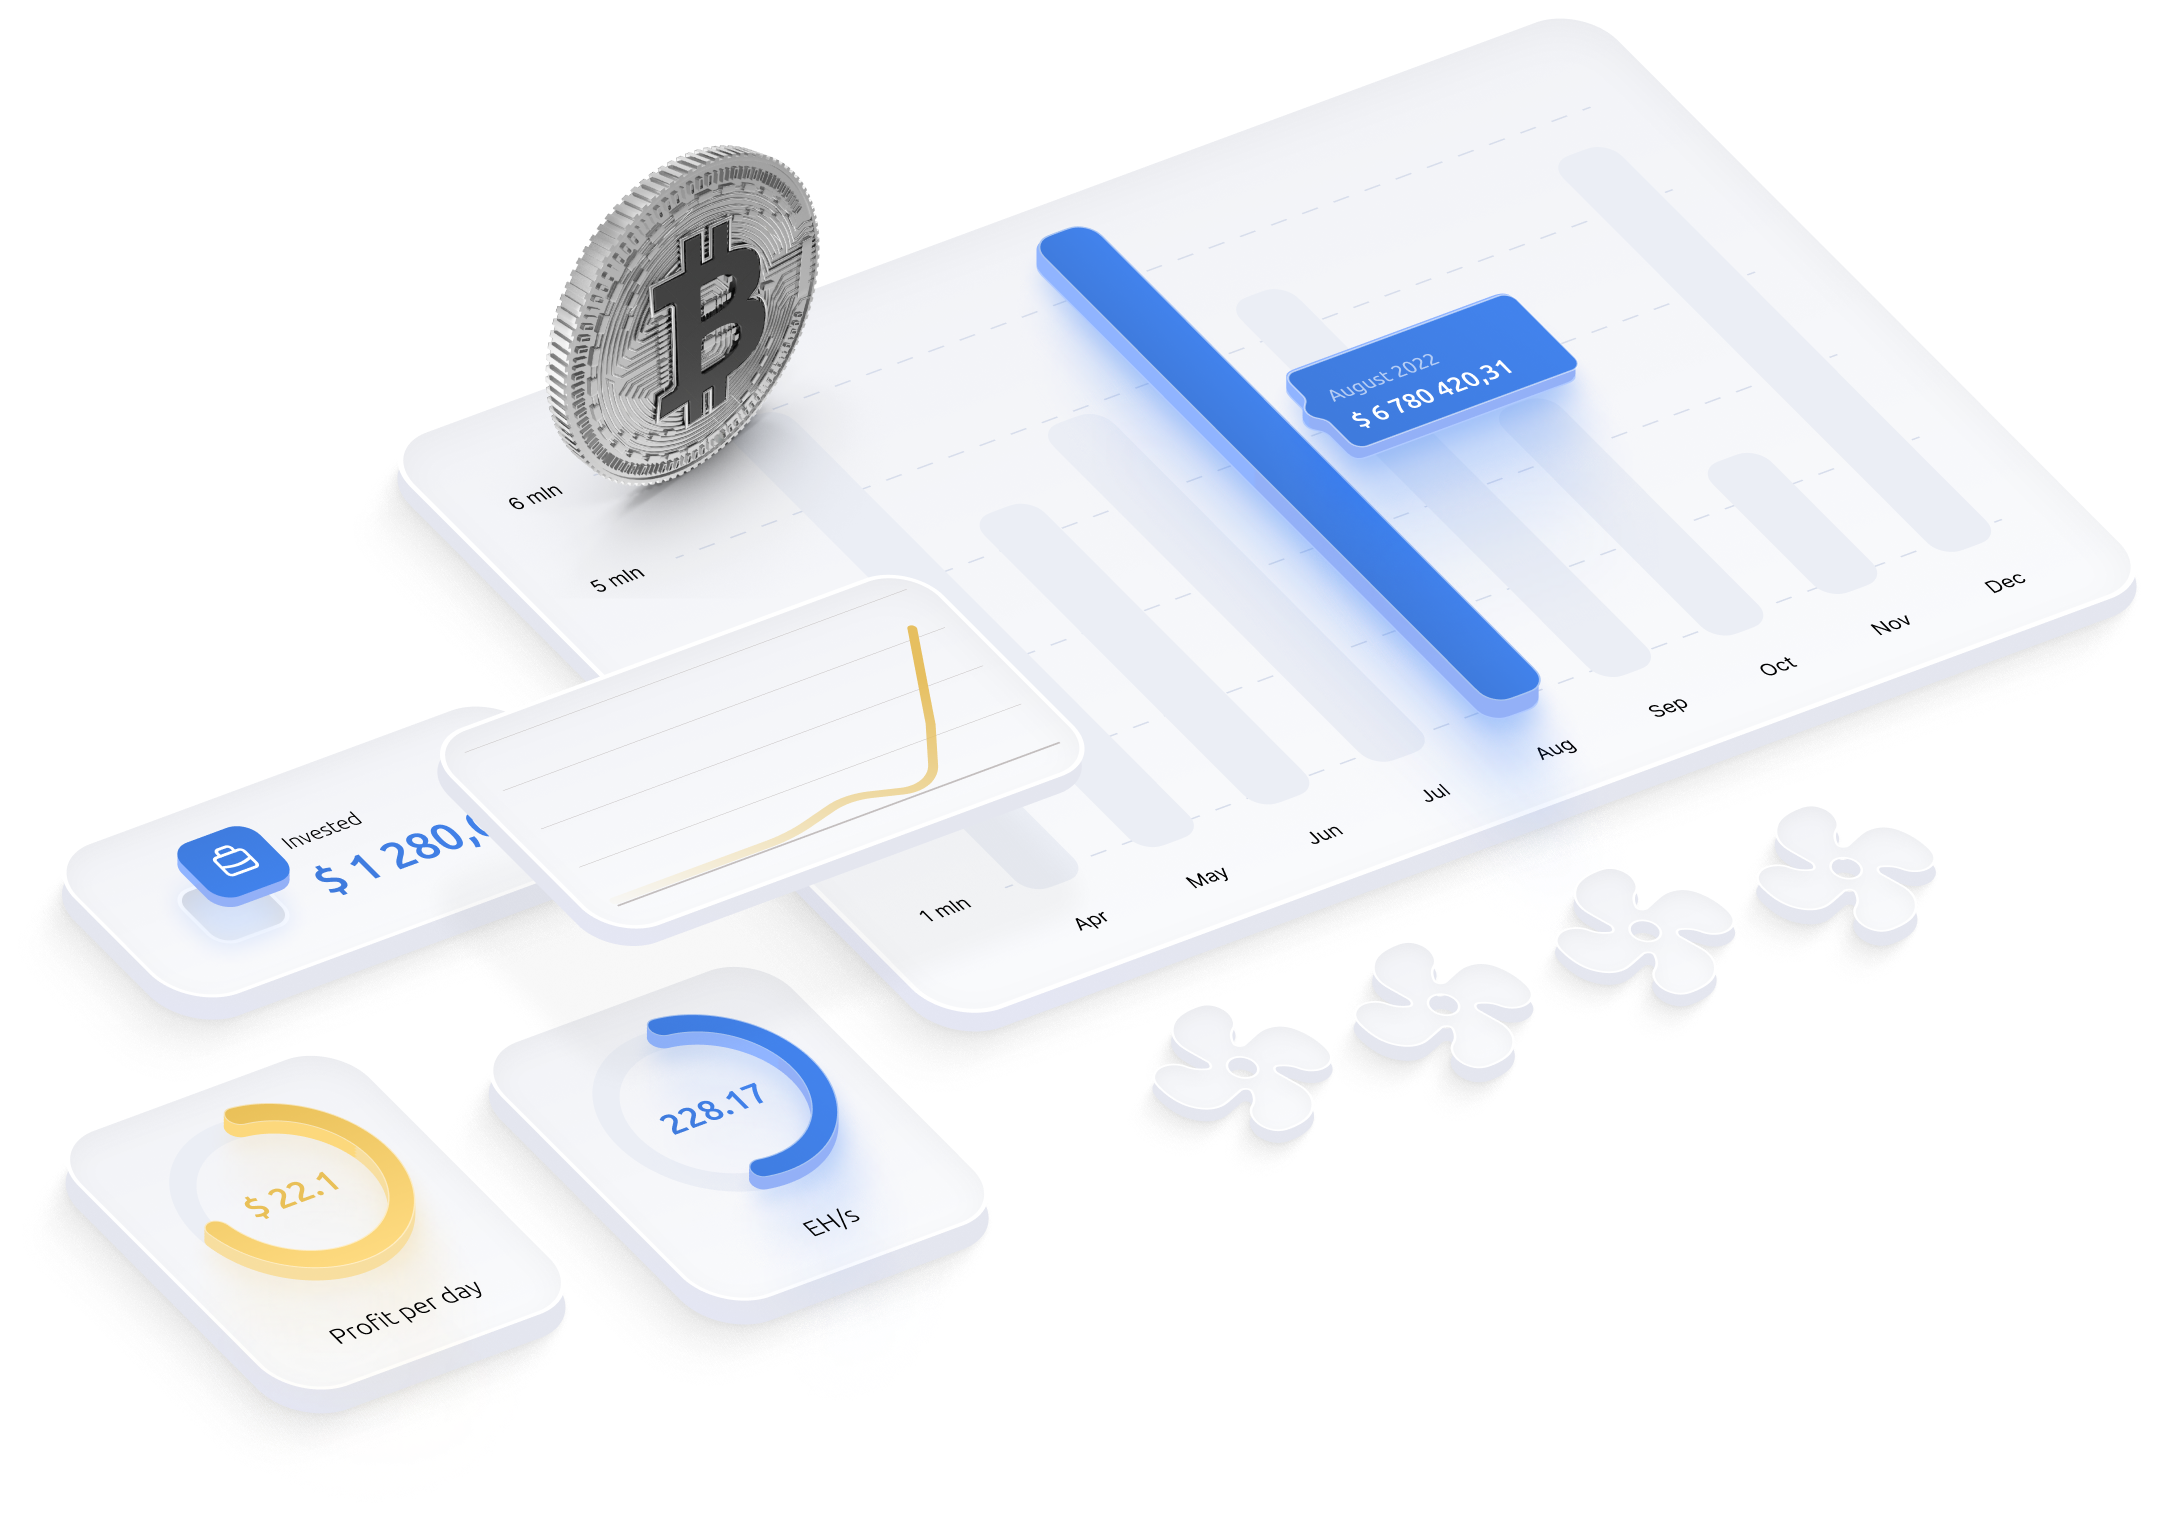 6 mln
5 mln
1 mln
Apr
May
Jun
Jul
Aug
Sep
Oct
Nov
Dec
August 2022
$ 6 780 420,31
Invested
$ 1 280,
$ 22.1
Profit per day
228.17
EH/s